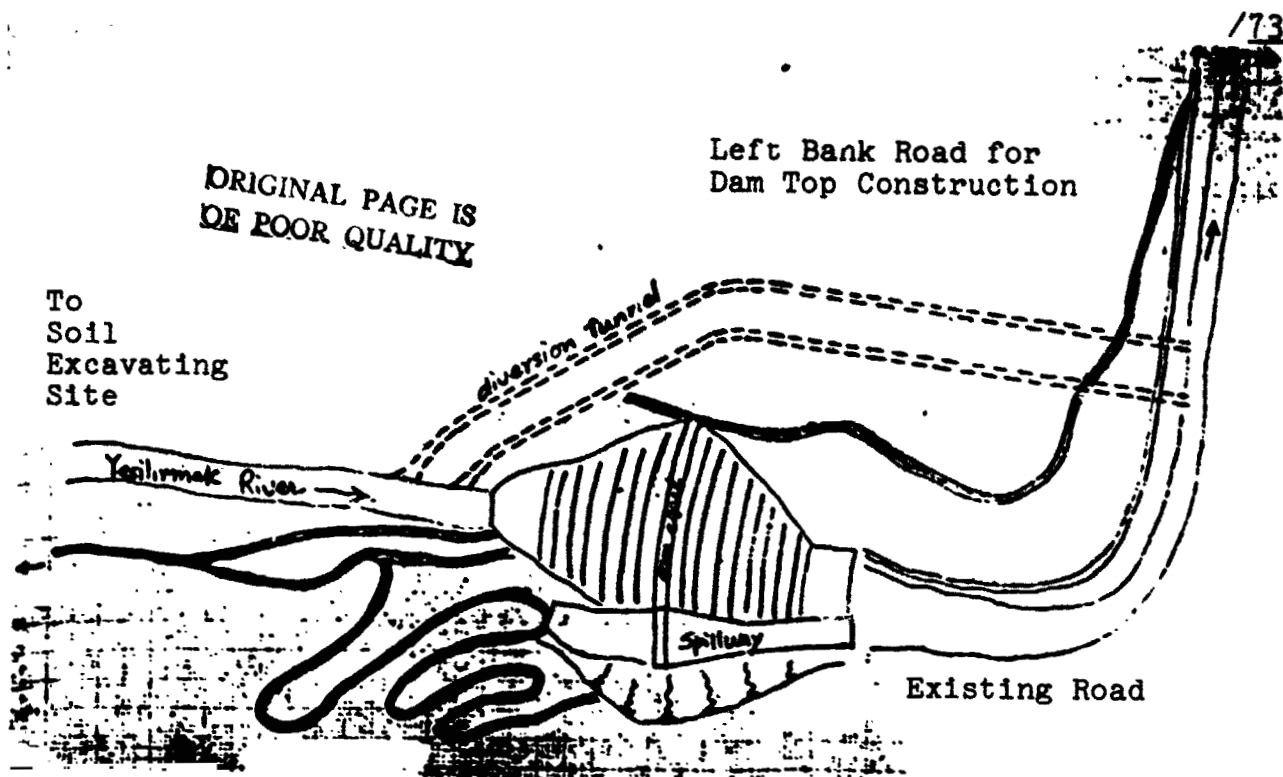 /73
Left Bank Road for
Dam Top Construction
ORIGINAL PAGE IS
OF POOR QUALITY
To
Soil
Excavating
Site
diversion Tunnel
Yesilirmak River
Spillway
Existing Road